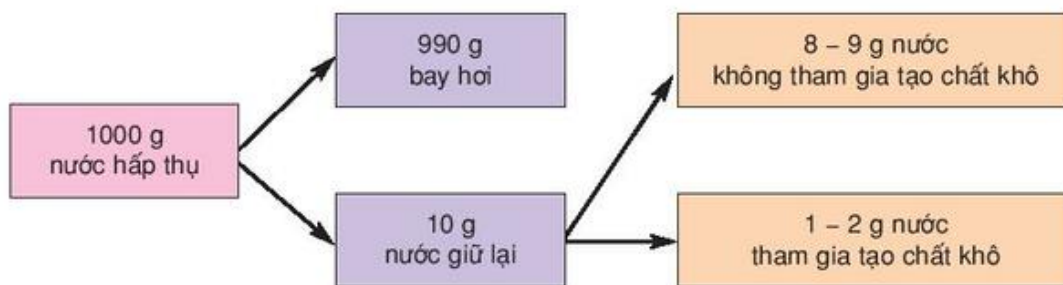 1000 g
nước hấp thụ
990 g
bay hơi
10 g
nước giữ lại
8 – 9 g nước
không tham gia tạo chất khô
1 – 2 g nước
tham gia tạo chất khô